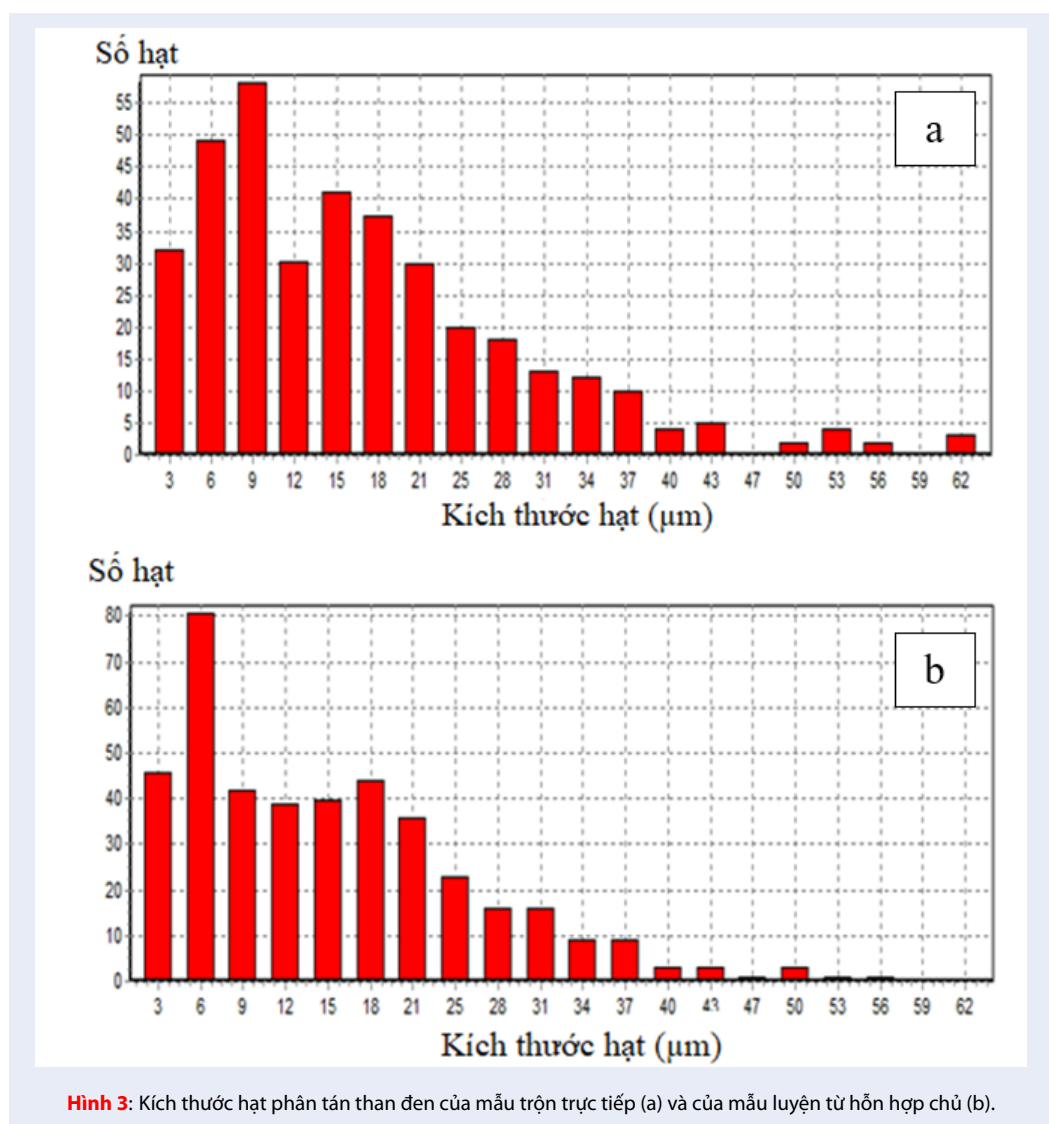 Số hạt
a
55
50
45
40
35
30
25
20
15
10
5
0
3 6 9 12 15 18 21 25 28 31 34 37 40 43 47 50 53 56 59 62
Kích thước hạt (µm)
Số hạt
b
80
70
60
50
40
30
20
10
0
3 6 9 12 15 18 21 25 28 31 34 37 40 43 47 50 53 56 59 62
Kích thước hạt (µm)
Hình 3: Kích thước hạt phân tán than đen của mẫu trộn trực tiếp (a) và của mẫu luyện từ hỗn hợp chủ (b).